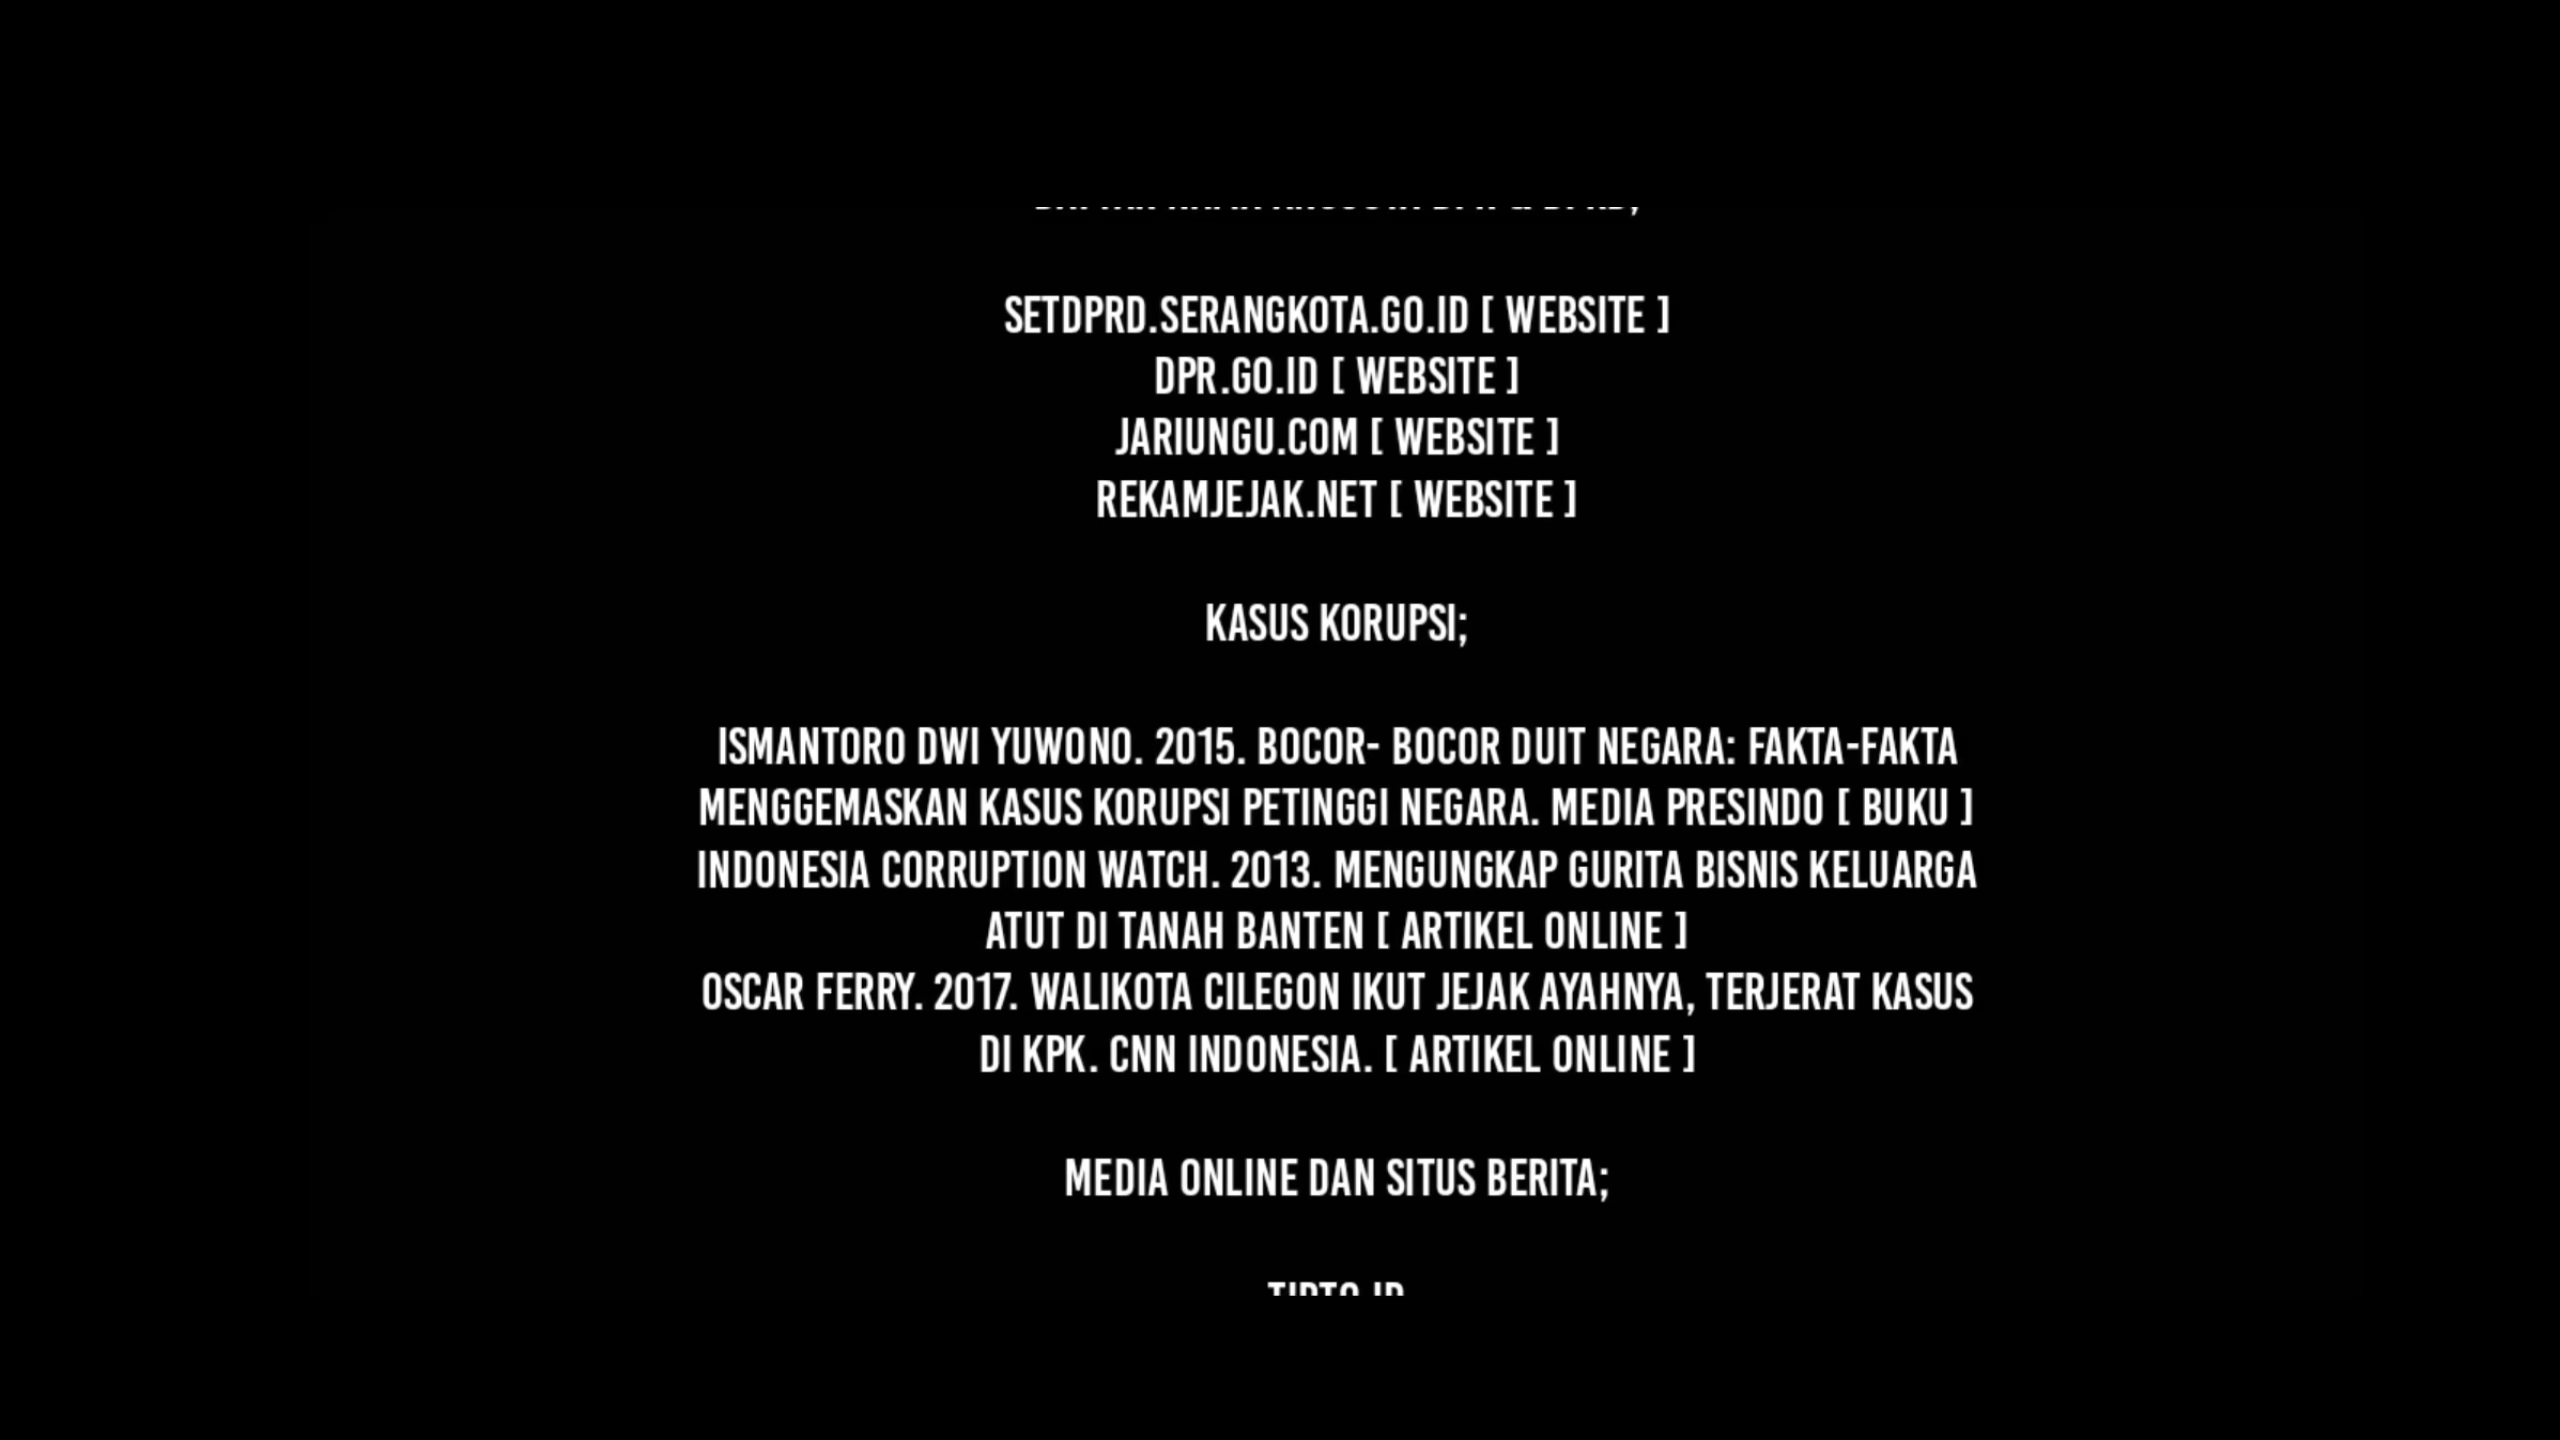 SETDPRD.SERANGKOTA.GO.ID [ WEBSITE ]
DPR.GO.ID [ WEBSITE ]
JARIUNGU.COM [ WEBSITE ]
REKAMJEJAK.NET [ WEBSITE ]
KASUS KORUPSI;
ISMANTORO DWI YUWONO. 2015. BOCOR- BOCOR DUIT NEGARA: FAKTA-FAKTA
MENGGEMASKAN KASUS KORUPSI PETINGGI NEGARA. MEDIA PRESINDO [ BUKU ]
INDONESIA CORRUPTION WATCH. 2013. MENGUNGKAP GURITA BISNIS KELUARGA
ATUT DI TANAH BANTEN [ ARTIKEL ONLINE ]
OSCAR FERRY. 2017. WALIKOTA CILEGON IKUT JEJAK AYAHNYA, TERJERAT KASUS
DI KPK. CNN INDONESIA. [ ARTIKEL ONLINE ]
MEDIA ONLINE DAN SITUS BERITA;